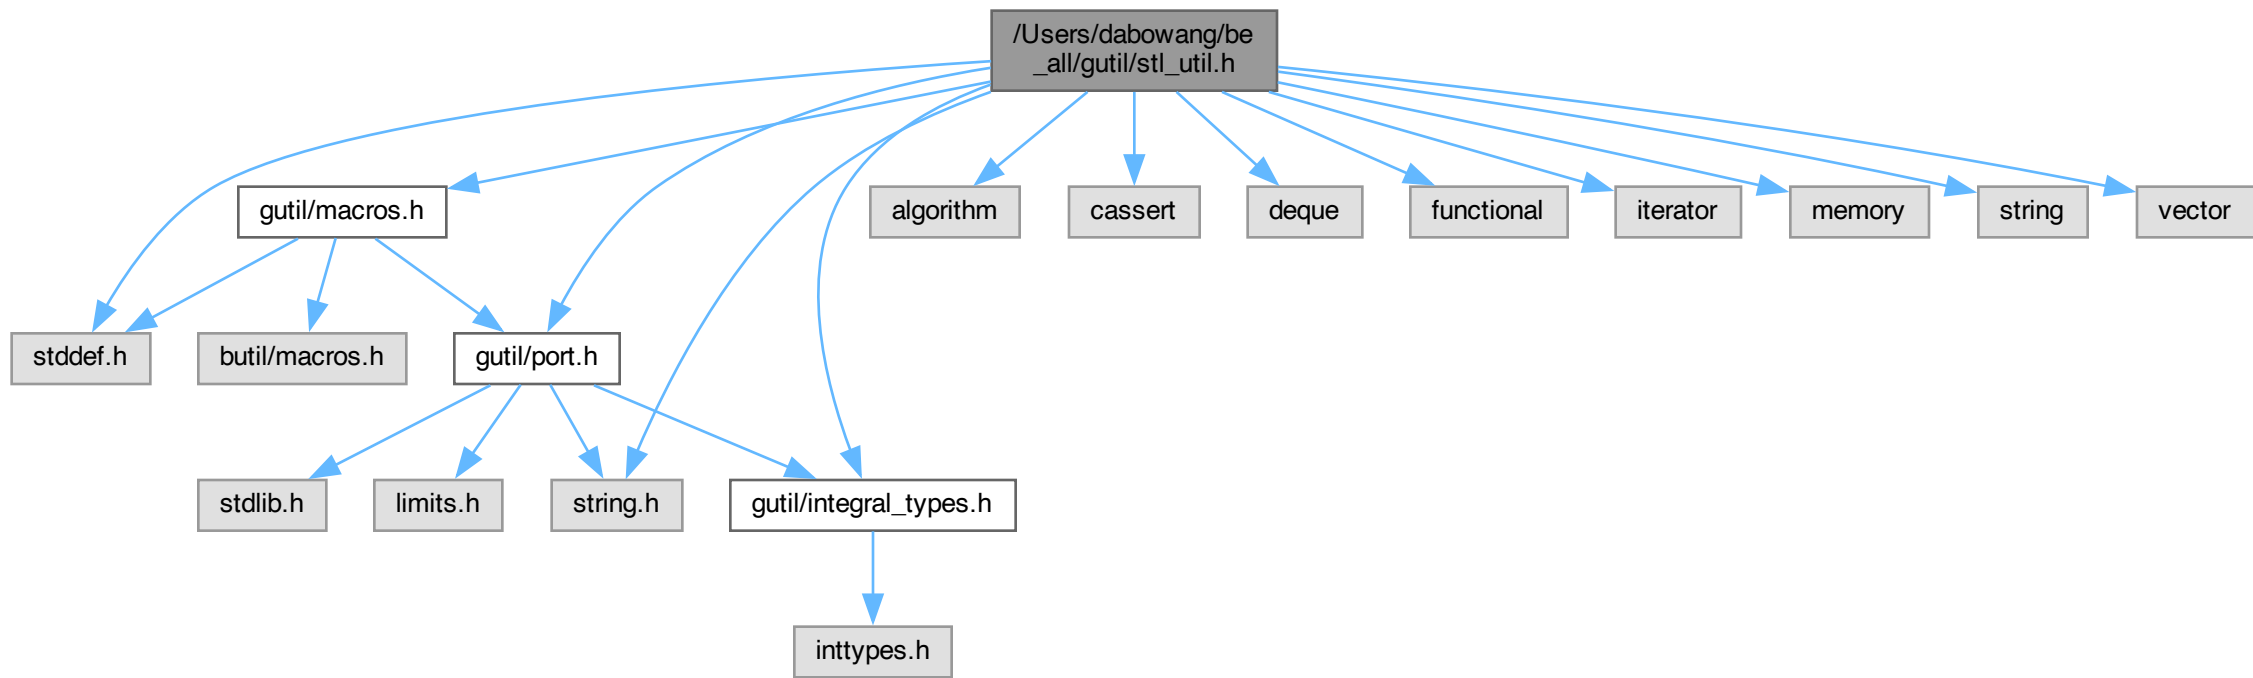 /Users/dabowang/be
_all/gutil/stl_util.h
gutil/macros.h
algorithm
cassert
deque
functional
iterator
memory
string
vector
stddef.h
butil/macros.h
gutil/port.h
stdlib.h
limits.h
string.h
gutil/integral_types.h
inttypes.h